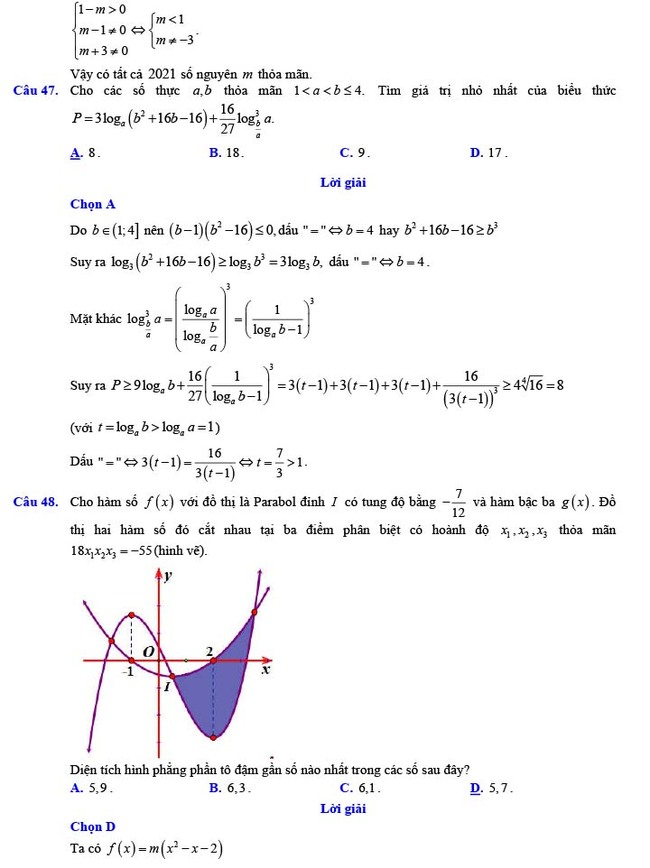 {1−m>0
m−1≠0 ⇔ {m<1
m+3≠0 m≠−3.
Vậy có tất cả 2021 số nguyên m thỏa mãn.
Câu 47. Cho các số thực a,b thỏa mãn 1<a<b≤4. Tìm giá trị nhỏ nhất của biểu thức
P=3log_a(b²+16b−16)+(16/27)log³_{b/a} a.
A. 8. B. 18. C. 9. D. 17.
Lời giải
Chọn A
Do b∈(1;4] nên (b−1)(b²−16)≤0, dấu "=" ⇔ b=4 hay b²+16b−16≥b³
Suy ra log₃(b²+16b−16)≥log₃b³=3log₃b, dấu "=" ⇔ b=4.
Mặt khác log³_{b/a} a=(log_a a/log_a(b/a))³=(1/(log_a b−1))³
Suy ra P≥9log_a b+(16/27)(1/(log_a b−1))³=3(t−1)+3(t−1)+3(t−1)+16/(3(t−1))³≥4⁴√16=8
(với t=log_a b>log_a a=1)
Dấu "=" ⇔ 3(t−1)=16/(3(t−1)) ⇔ t=7/3>1.
Câu 48. Cho hàm số f(x) với đồ thị là Parabol đỉnh I có tung độ bằng −7/12 và hàm bậc ba g(x). Đồ
thị hai hàm số đó cắt nhau tại ba điểm phân biệt có hoành độ x₁,x₂,x₃ thỏa mãn
18x₁x₂x₃=−55 (hình vẽ).
y
O 2
-1 x
I
Diện tích hình phẳng phần tô đậm gần số nào nhất trong các số sau đây?
A. 5,9. B. 6,3. C. 6,1. D. 5,7.
Lời giải
Chọn D
Ta có f(x)=m(x²−x−2)